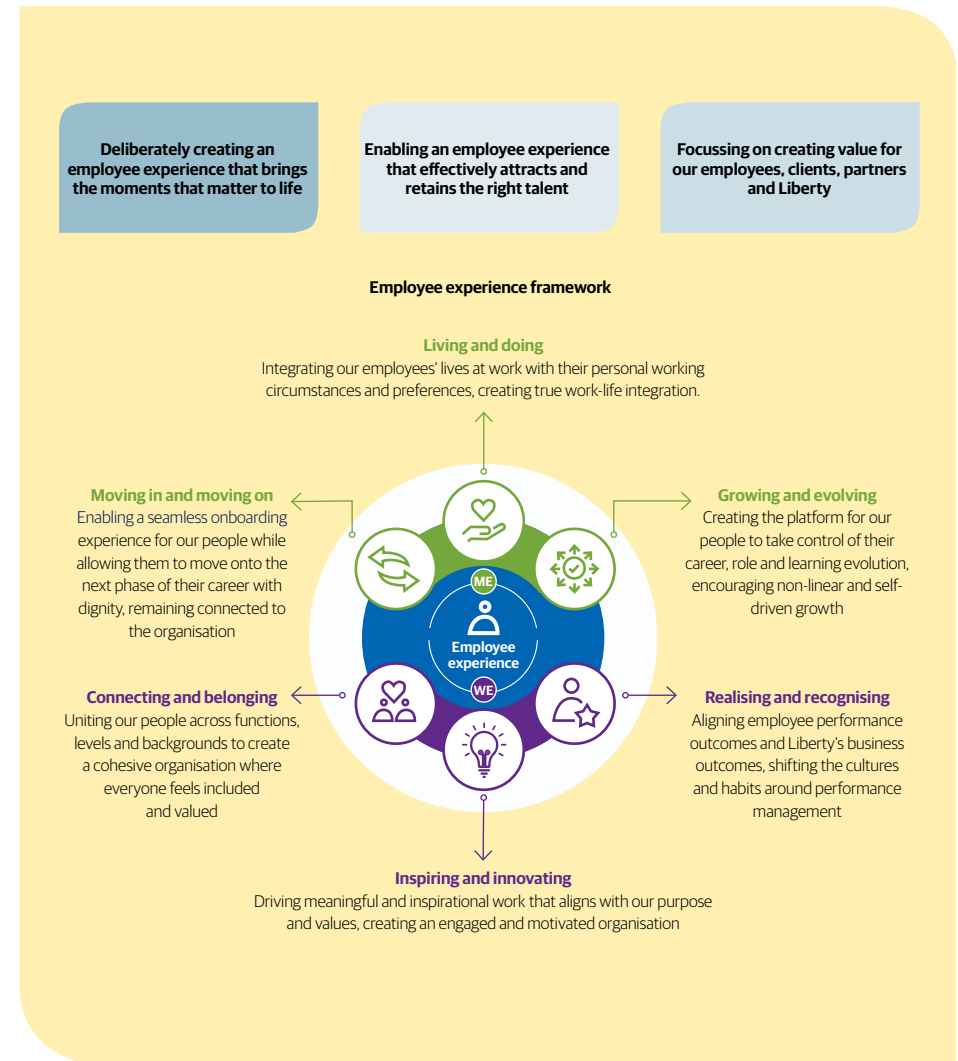 Deliberately creating an
employee experience that brings
the moments that matter to life
Enabling an employee experience
that effectively attracts and
retains the right talent
Focussing on creating value for
our employees, clients, partners
and Liberty
Employee experience framework
Living and doing
Integrating our employees' lives at work with their personal working
circumstances and preferences, creating true work-life integration.
Moving in and moving on
Enabling a seamless onboarding
experience for our people while
allowing them to move onto the
next phase of their career with
dignity, remaining connected to
the organisation
Growing and evolving
Creating the platform for our
people to take control of their
career, role and learning evolution,
encouraging non-linear and self-
driven growth
ME
Employee
experience
WE
Connecting and belonging
Uniting our people across functions,
levels and backgrounds to create
a cohesive organisation where
everyone feels included
and valued
Realising and recognising
Aligning employee performance
outcomes and Liberty's business
outcomes, shifting the cultures
and habits around performance
management
Inspiring and innovating
Driving meaningful and inspirational work that aligns with our purpose
and values, creating an engaged and motivated organisation